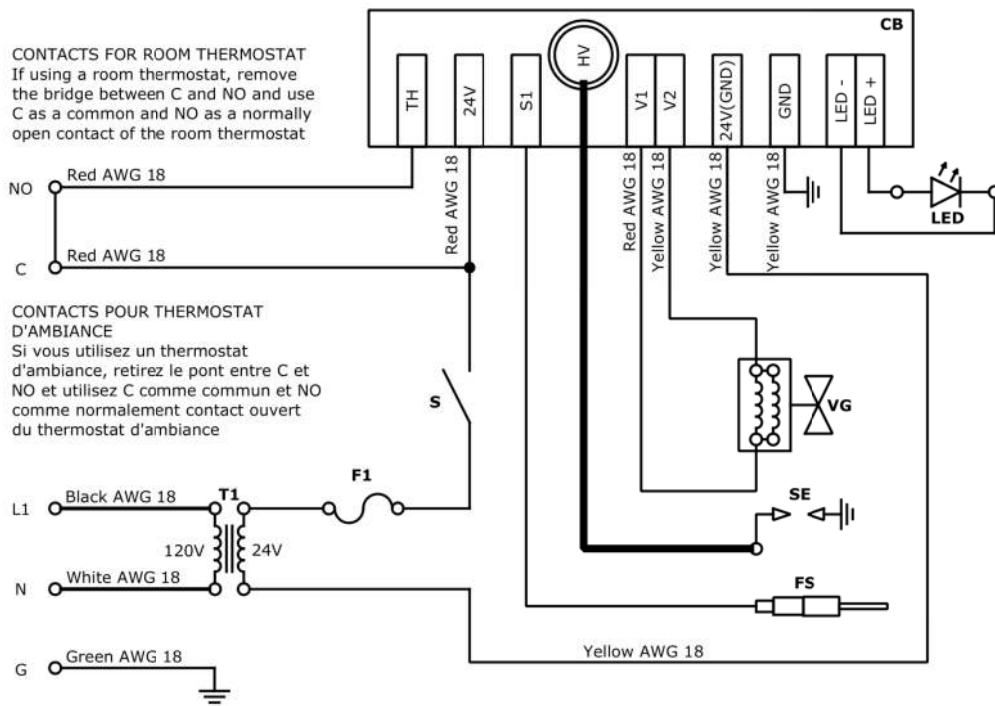 CONTACTS FOR ROOM THERMOSTAT
If using a room thermostat, remove
the bridge between C and NO and use
C as a common and NO as a normally
open contact of the room thermostat
CB
TH
24V
S1
HV
V1
V2
24V(GND)
GND
LED -
LED +
NO
Red AWG 18
C
Red AWG 18
Red AWG 18
Red AWG 18
Yellow AWG 18
Yellow AWG 18
Yellow AWG 18
LED
CONTACTS POUR THERMOSTAT
D'AMBIANCE
Si vous utilisez un thermostat
d'ambiance, retirez le pont entre C et
NO et utilisez C comme commun et NO
comme normalement contact ouvert
du thermostat d'ambiance
S
VG
L1
Black AWG 18
T1
F1
SE
120V
24V
N
White AWG 18
FS
G
Green AWG 18
Yellow AWG 18